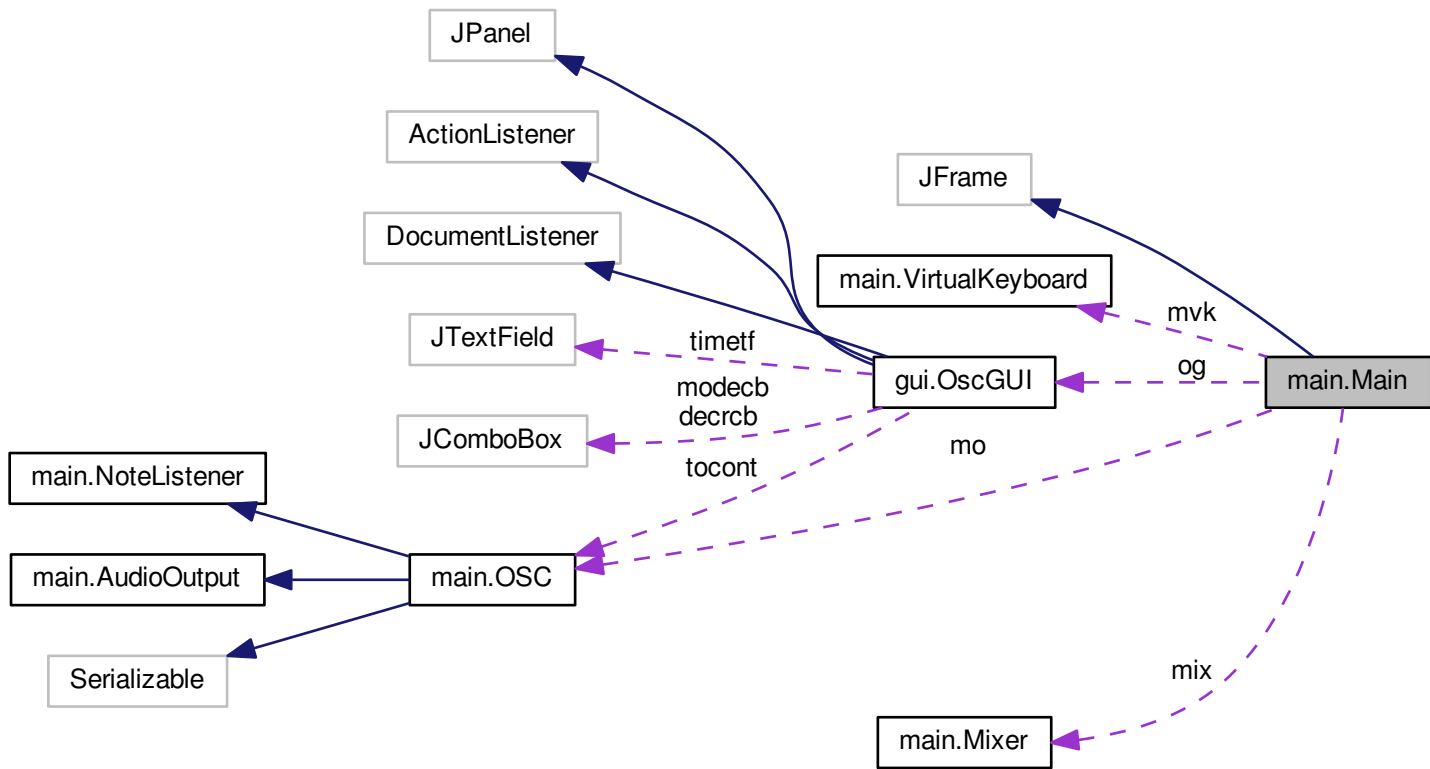 JPanel
ActionListener
JFrame
DocumentListener
main.VirtualKeyboard
mvk
JTextField
timetf
gui.OscGUI
og
main.Main
modecb
decrcb
JComboBox
mo
tocont
main.NoteListener
main.AudioOutput
main.OSC
Serializable
mix
main.Mixer